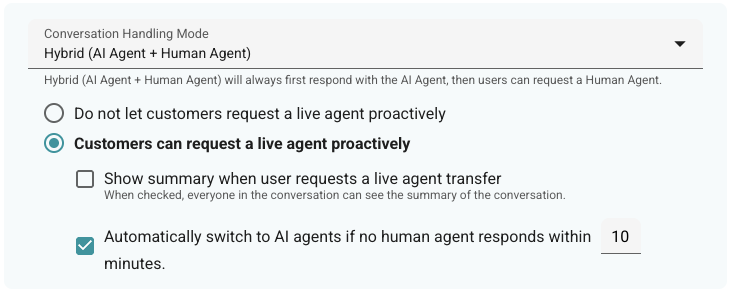 Conversation Handling Mode
Hybrid (AI Agent + Human Agent)
Hybrid (AI Agent + Human Agent) will always first respond with the AI Agent, then users can request a Human Agent.
Do not let customers request a live agent proactively
Customers can request a live agent proactively
Show summary when user requests a live agent transfer
When checked, everyone in the conversation can see the summary of the conversation.
Automatically switch to AI agents if no human agent responds within 10
minutes.